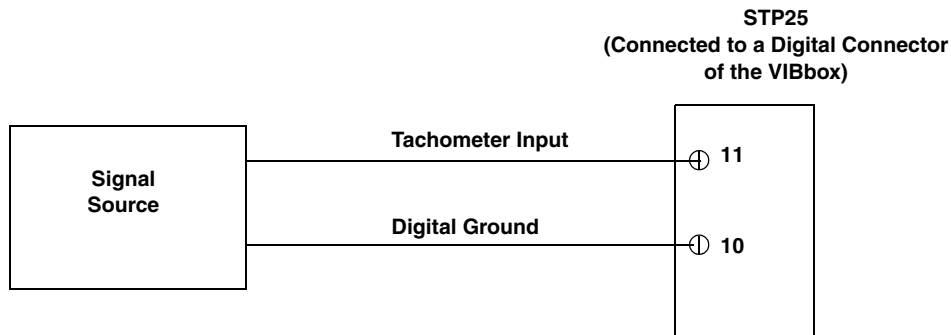 STP25
(Connected to a Digital Connector
of the VIBbox)
Tachometer Input
11
Signal
Source
Digital Ground
10